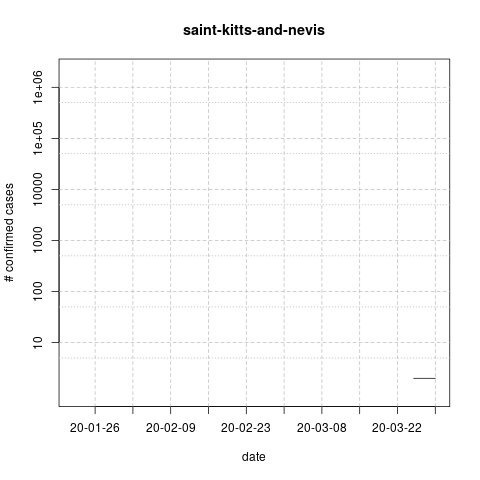 saint-kitts-and-nevis
1e+06
1e+05
10000
1000
100
10
# confirmed cases
20-01-26 20-02-09 20-02-23 20-03-08 20-03-22
date